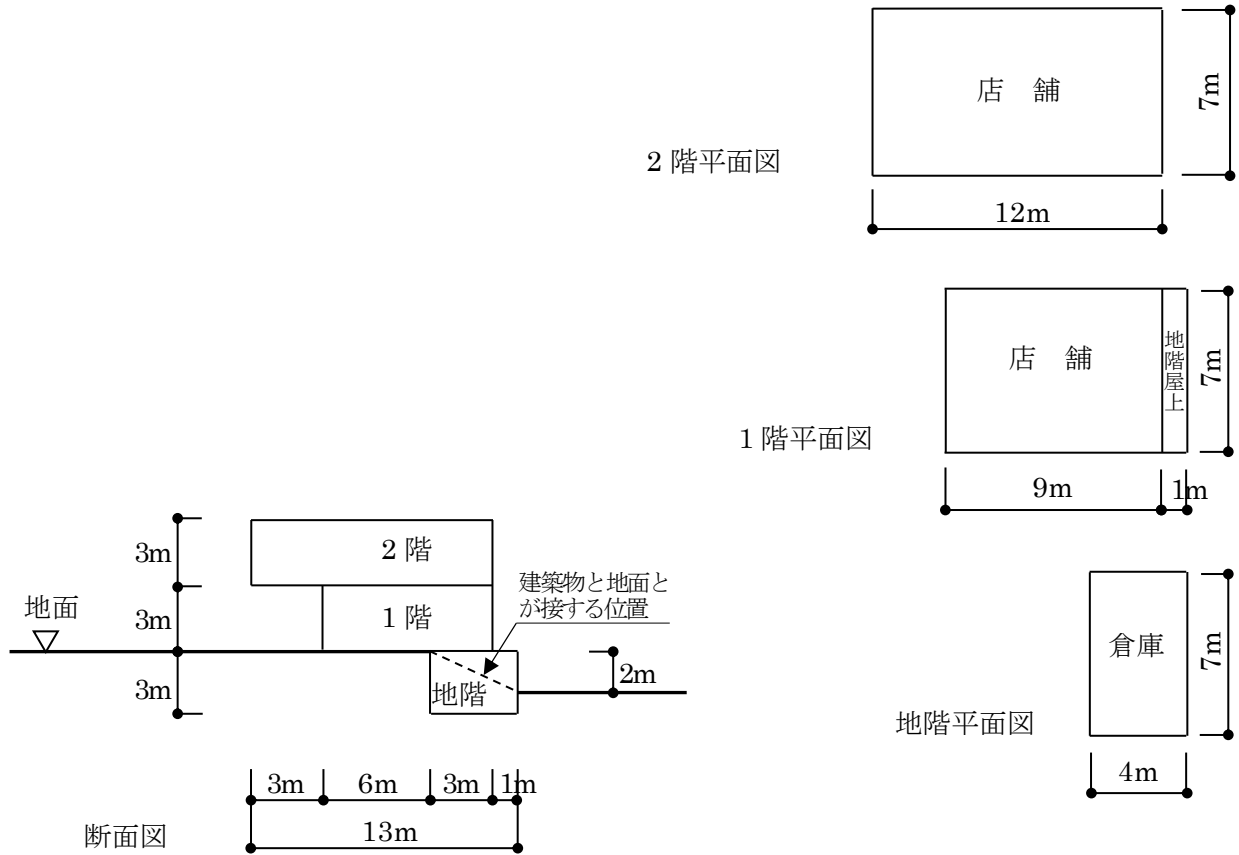 店 舗
7m
2 階平面図
12m
店 舗
地階屋上
7m
1 階平面図
9m
1m
倉庫
7m
地階平面図
4m
3m
2 階
建築物と地面と
が接する位置
地面
3m
1 階
3m
地階
2m
3m
6m
3m
1m
13m
断面図